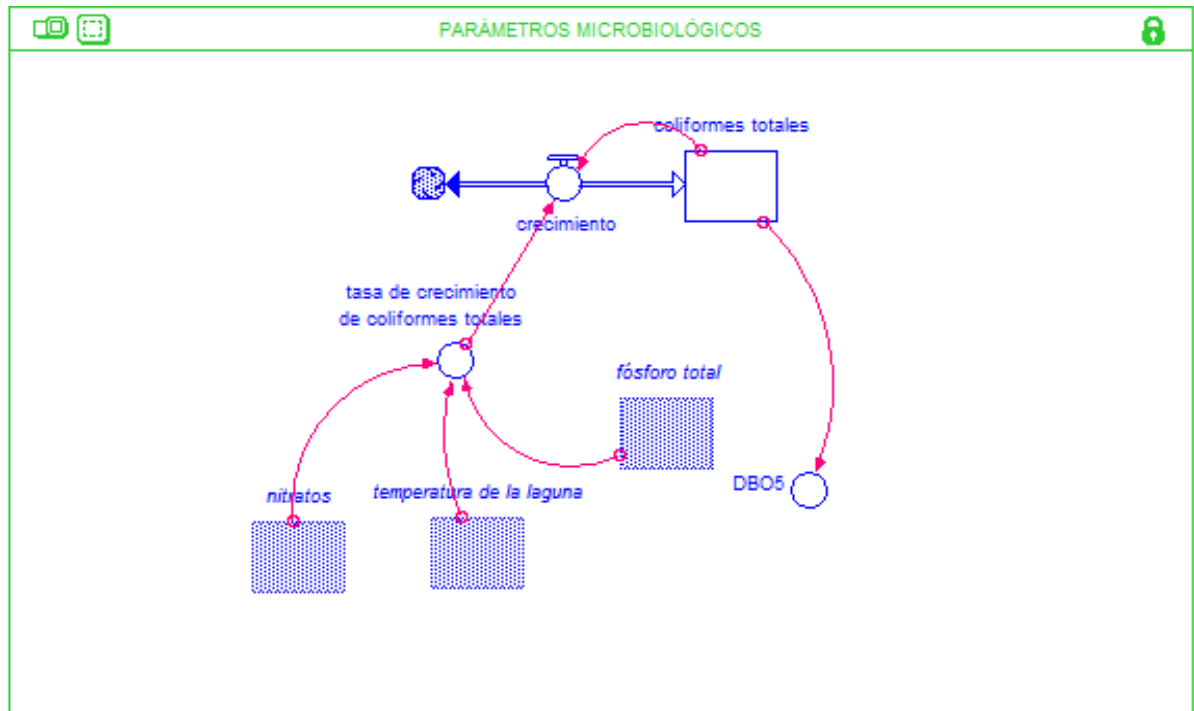 PARÁMETROS MICROBIOLÓGICOS
coliformes totales
crecimiento
tasa de crecimiento
de coliformes totales
fósforo total
DBO5
temperatura de la laguna
nitratos